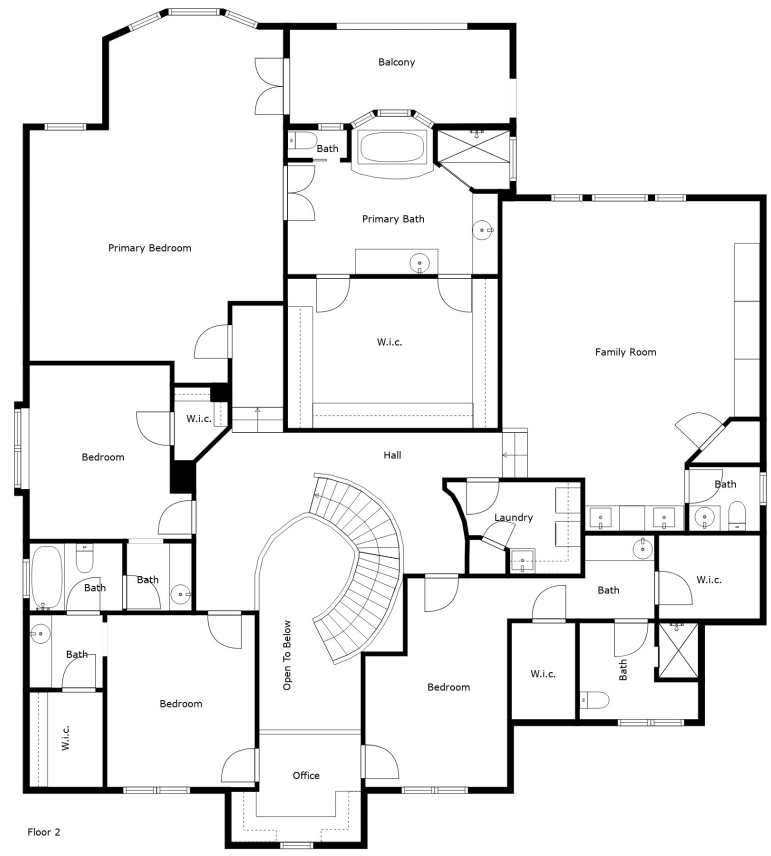 Balcony
Bath
Primary Bath
Primary Bedroom
W.i.c.
Family Room
W.i.c.
Bedroom
Hall
Bath
Laundry
Bath
Bath
W.i.c.
Bath
Bath
Open To Below
Bath
W.i.c.
Bedroom
Bedroom
W.i.c.
Office
Floor 2